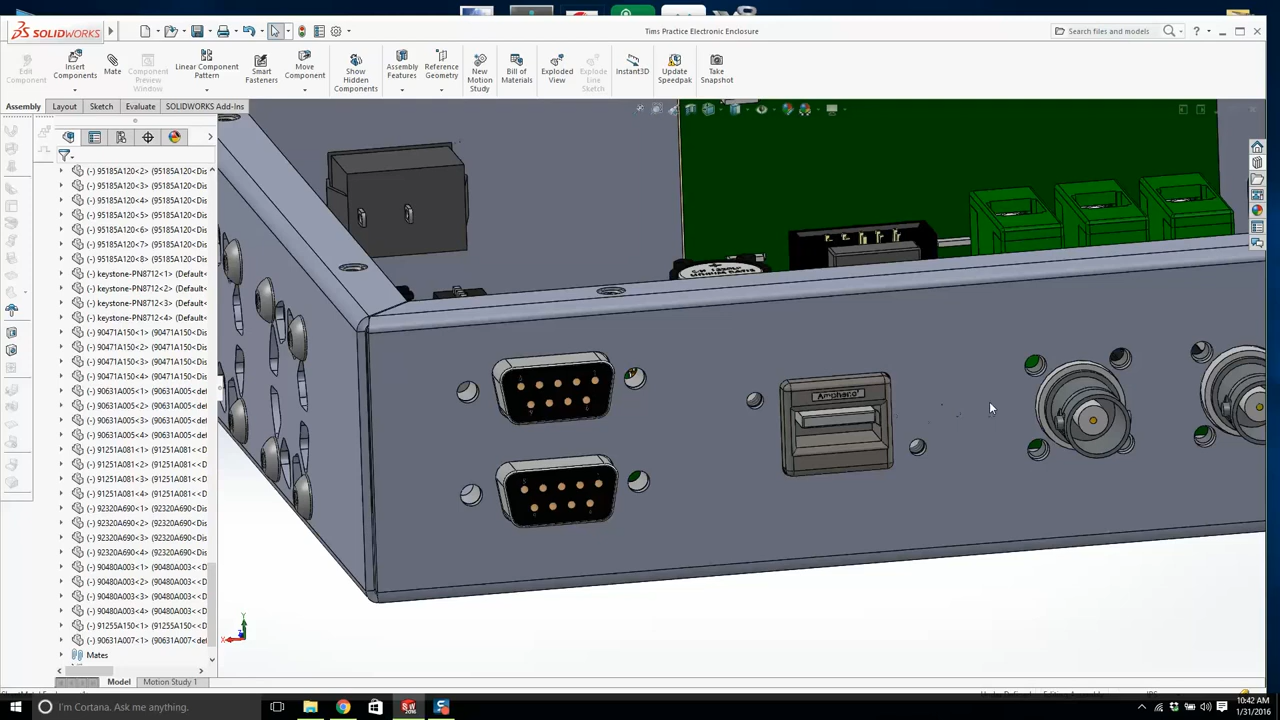 SOLIDWORKS
Tims Practice Electronic Enclosure
Search files and models
Edit Component
Insert Components
Mate
Component Preview Window
Linear Component Pattern
Smart Fasteners
Move Component
Show Hidden Components
Assembly Features
Reference Geometry
New Motion Study
Bill of Materials
Exploded View
Explode Line Sketch
Instant3D
Update Speedpak
Take Snapshot
Assembly Layout Sketch Evaluate SOLIDWORKS Add-Ins
(-) 95185A120<2> (95185A120<Dis
(-) 95185A120<3> (95185A120<Dis
(-) 95185A120<4> (95185A120<Dis
(-) 95185A120<5> (95185A120<Dis
(-) 95185A120<6> (95185A120<Dis
(-) 95185A120<7> (95185A120<Dis
(-) 95185A120<8> (95185A120<Dis
(-) keystone-PN8712<1> (Default<
(-) keystone-PN8712<2> (Default<
(-) keystone-PN8712<3> (Default<
(-) keystone-PN8712<4> (Default<
(-) 90471A150<1> (90471A150<Dis
(-) 90471A150<2> (90471A150<Dis
(-) 90471A150<3> (90471A150<Dis
(-) 90471A150<4> (90471A150<Dis
(-) 90631A005<1> (90631A005<def
(-) 90631A005<2> (90631A005<def
(-) 90631A005<3> (90631A005<def
(-) 90631A005<4> (90631A005<def
(-) 91251A081<1> (91251A081<<D
(-) 91251A081<2> (91251A081<<D
(-) 91251A081<3> (91251A081<<D
(-) 91251A081<4> (91251A081<<D
(-) 92320A690<1> (92320A690<<D
(-) 92320A690<2> (92320A690<<D
(-) 92320A690<3> (92320A690<<D
(-) 92320A690<4> (92320A690<<D
(-) 90480A003<1> (90480A003<<D
(-) 90480A003<2> (90480A003<<D
(-) 90480A003<3> (90480A003<<D
(-) 90480A003<4> (90480A003<<D
(-) 91255A150<1> (91255A150<<D
(-) 90631A007<1> (90631A007<def
Mates
Amphenol
Y
X
Model Motion Study 1
I'm Cortana. Ask me anything.
10:42 AM
1/31/2016